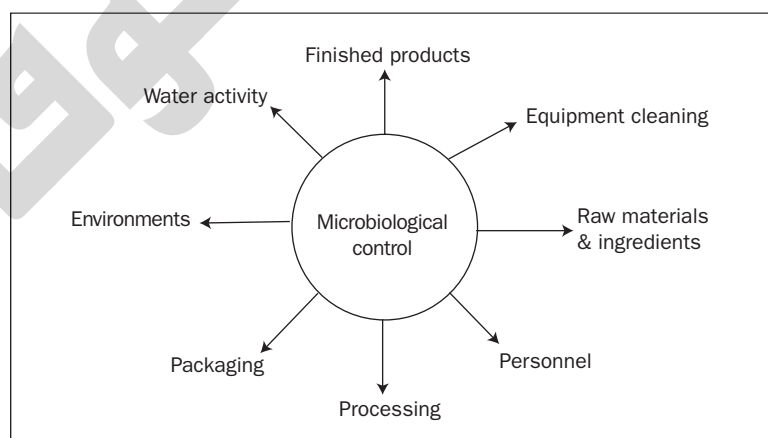 Finished products
Water activity
Equipment cleaning
Environments
Microbiological
control
Raw materials
& ingredients
Packaging
Personnel
Processing